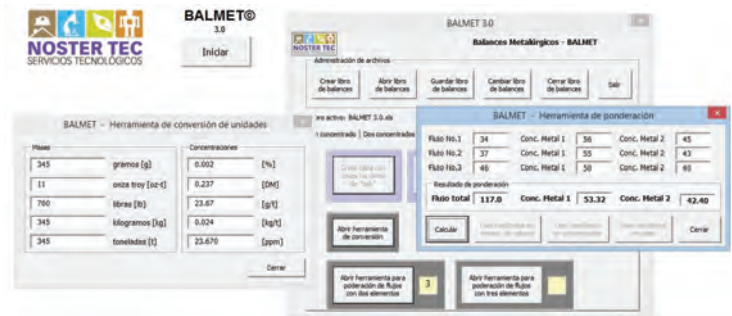 NOSTER TEC
SERVICIOS TECNOLÓGICOS
BALMET©
3.0
Iniciar
BALMET 3.0
NOSTER TEC
Balances Metalúrgicos - BALMET
Administración de archivos
Crear libro de balances
Abrir libro de balances
Guardar libro de balances
Cambiar libro de balances
Cerrar libro de balances
Salir
activo: BALMET 3.0.xls
concentrado Dos concentrados
Abrir herramienta de conversión
Abrir herramienta para poderación de flujos con dos elementos
3
Abrir herramienta para poderación de flujos con tres elementos
BALMET - Herramienta de conversión de unidades
Masas
345 gramos [g]
11 onza troy [oz-t]
760 libras [lb]
345 kilogramos [kg]
345 toneladas [t]
Concentraciones
0.002 [%]
0.237 [DM]
23.67 [g/t]
0.024 [kg/t]
23.670 [ppm]
Cerrar
BALMET - Herramienta de ponderación
Flujo No.1 34 Conc. Metal 1 56 Conc. Metal 2 45
Flujo No.2 37 Conc. Metal 1 55 Conc. Metal 2 43
Flujo No.3 46 Conc. Metal 1 50 Conc. Metal 2 40
Resultado de ponderación
Flujo total 117.0 Conc. Metal 1 53.32 Conc. Metal 2 42.40
Calcular
Cerrar